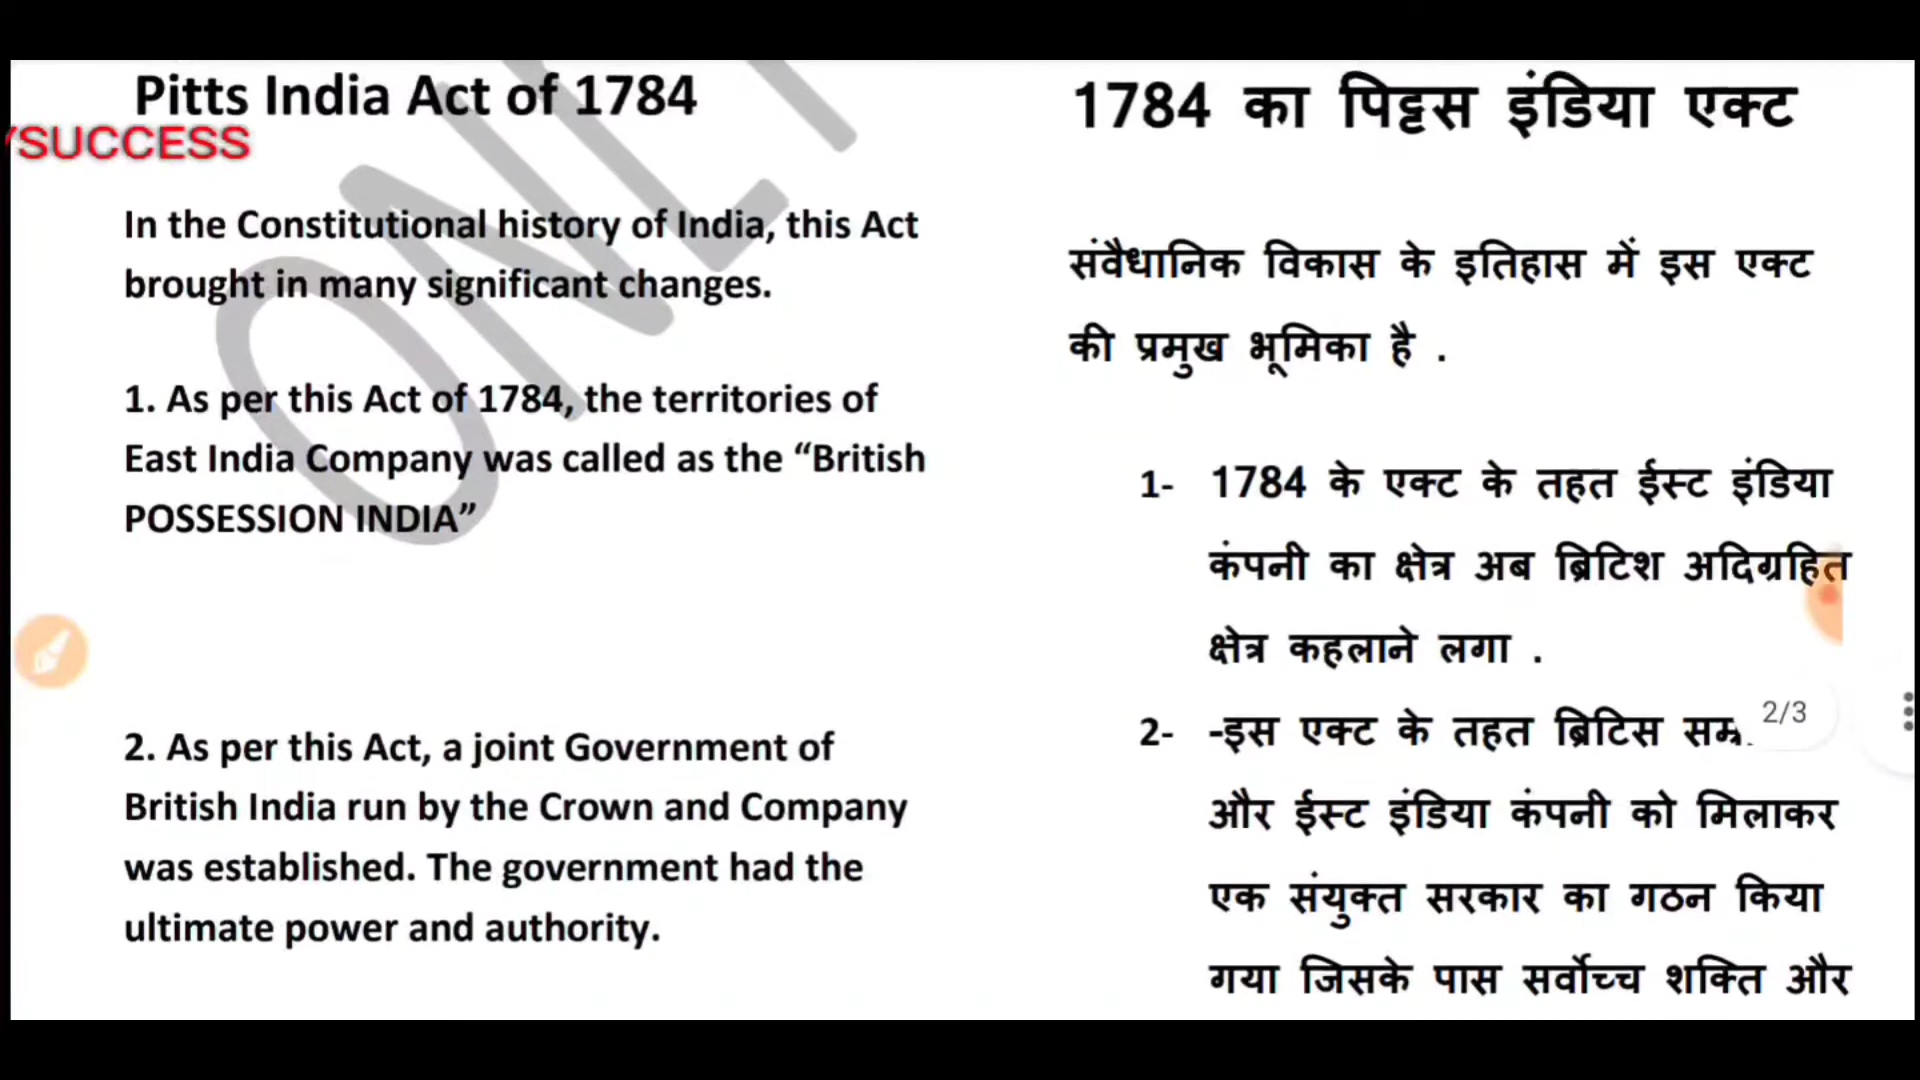 Pitts India Act of 1784
SUCCESS
In the Constitutional history of India, this Act
brought in many significant changes.
1. As per this Act of 1784, the territories of
East India Company was called as the “British
POSSESSION INDIA”
2. As per this Act, a joint Government of
British India run by the Crown and Company
was established. The government had the
ultimate power and authority.
ONLY
1784 का पिट्टस इंडिया एक्ट
संवैधानिक विकास के इतिहास में इस एक्ट
की प्रमुख भूमिका है .
1- 1784 के एक्ट के तहत ईस्ट इंडिया
कंपनी का क्षेत्र अब ब्रिटिश अदिग्रहित
क्षेत्र कहलाने लगा .
2- -इस एक्ट के तहत ब्रिटिस
और ईस्ट इंडिया कंपनी को मिलाकर
एक संयुक्त सरकार का गठन किया
गया जिसके पास सर्वोच्च शक्ति और
2/3